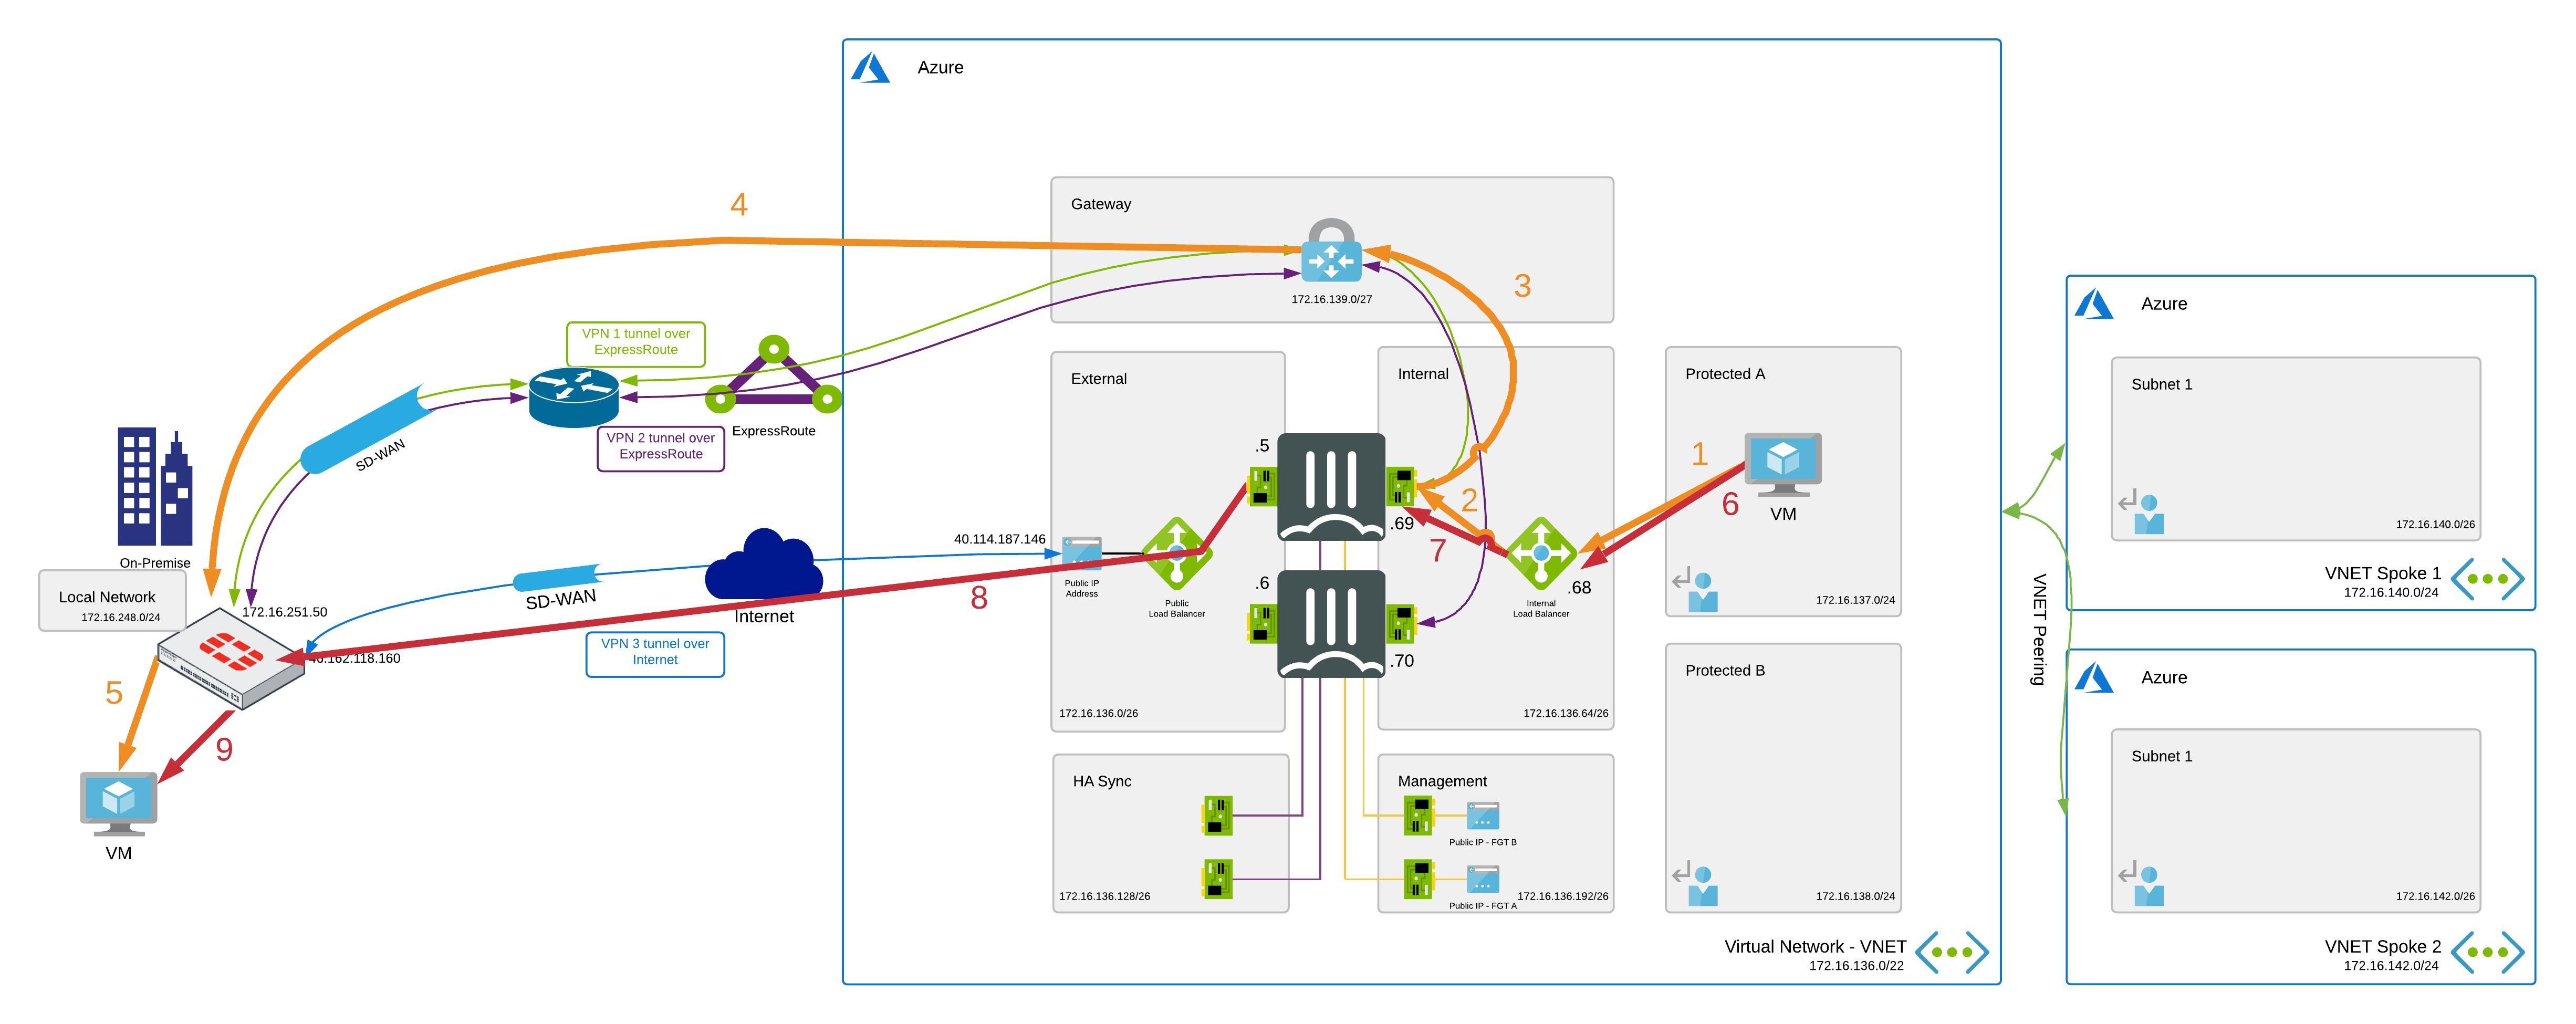 Azure
4
Gateway
172.16.139.0/27
3
VPN 1 tunnel over
ExpressRoute
VPN 2 tunnel over
ExpressRoute
ExpressRoute
SD-WAN
On-Premise
Local Network
172.16.248.0/24
172.16.251.50
40.162.118.160
SD-WAN
Internet
VPN 3 tunnel over
Internet
5
9
VM
8
40.114.187.146
Public IP
Address
External
Public
Load Balancer
172.16.136.0/26
.5
.6
Internal
.69
.70
2
7
Internal
Load Balancer
.68
172.16.136.64/26
Protected A
1
6
VM
172.16.137.0/24
Protected B
172.16.138.0/24
HA Sync
172.16.136.128/26
Management
Public IP - FGT B
Public IP - FGT A
172.16.136.192/26
Virtual Network - VNET
172.16.136.0/22
VNET Peering
Azure
Subnet 1
172.16.140.0/26
VNET Spoke 1
172.16.140.0/24
Azure
Subnet 1
172.16.142.0/26
VNET Spoke 2
172.16.142.0/24